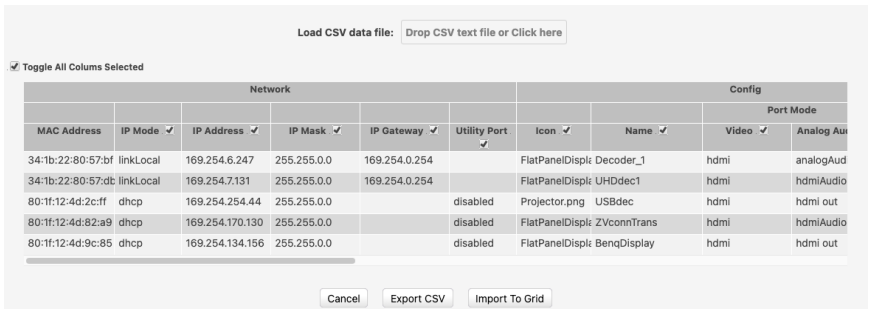 Load CSV data file: Drop CSV text file or Click here
Toggle All Colums Selected
Network Config
Port Mode
MAC Address IP Mode IP Address IP Mask IP Gateway Utility Port Icon Name Video Analog Au
34:1b:22:80:57:bf linkLocal 169.254.6.247 255.255.0.0 169.254.0.254 FlatPanelDispla Decoder_1 hdmi analogAud
34:1b:22:80:57:db linkLocal 169.254.7.131 255.255.0.0 169.254.0.254 FlatPanelDispla UHDdec1 hdmi hdmiAudio
80:1f:12:4d:2c:ff dhcp 169.254.254.44 255.255.0.0 disabled Projector.png USBdec hdmi hdmi out
80:1f:12:4d:82:a9 dhcp 169.254.170.130 255.255.0.0 disabled FlatPanelDispla ZVconnTrans hdmi hdmiAudio
80:1f:12:4d:9c:85 dhcp 169.254.134.156 255.255.0.0 disabled FlatPanelDispla BenqDisplay hdmi hdmi out
Cancel Export CSV Import To Grid